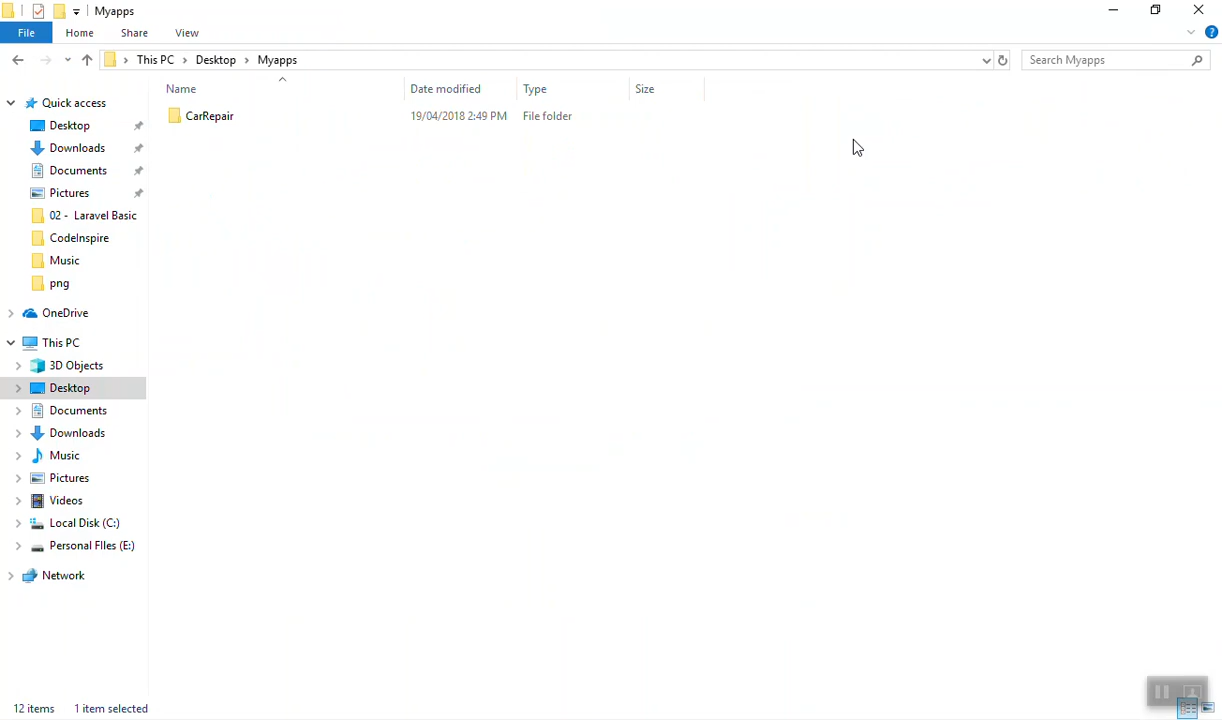 Myapps
File Home Share View
This PC Desktop Myapps Search Myapps
Name Date modified Type Size
CarRepair 19/04/2018 2:49 PM File folder
Quick access
Desktop
Downloads
Documents
Pictures
02 - Laravel Basic
CodeInspire
Music
png
OneDrive
This PC
3D Objects
Desktop
Documents
Downloads
Music
Pictures
Videos
Local Disk (C:)
Personal FIles (E:)
Network
12 items 1 item selected